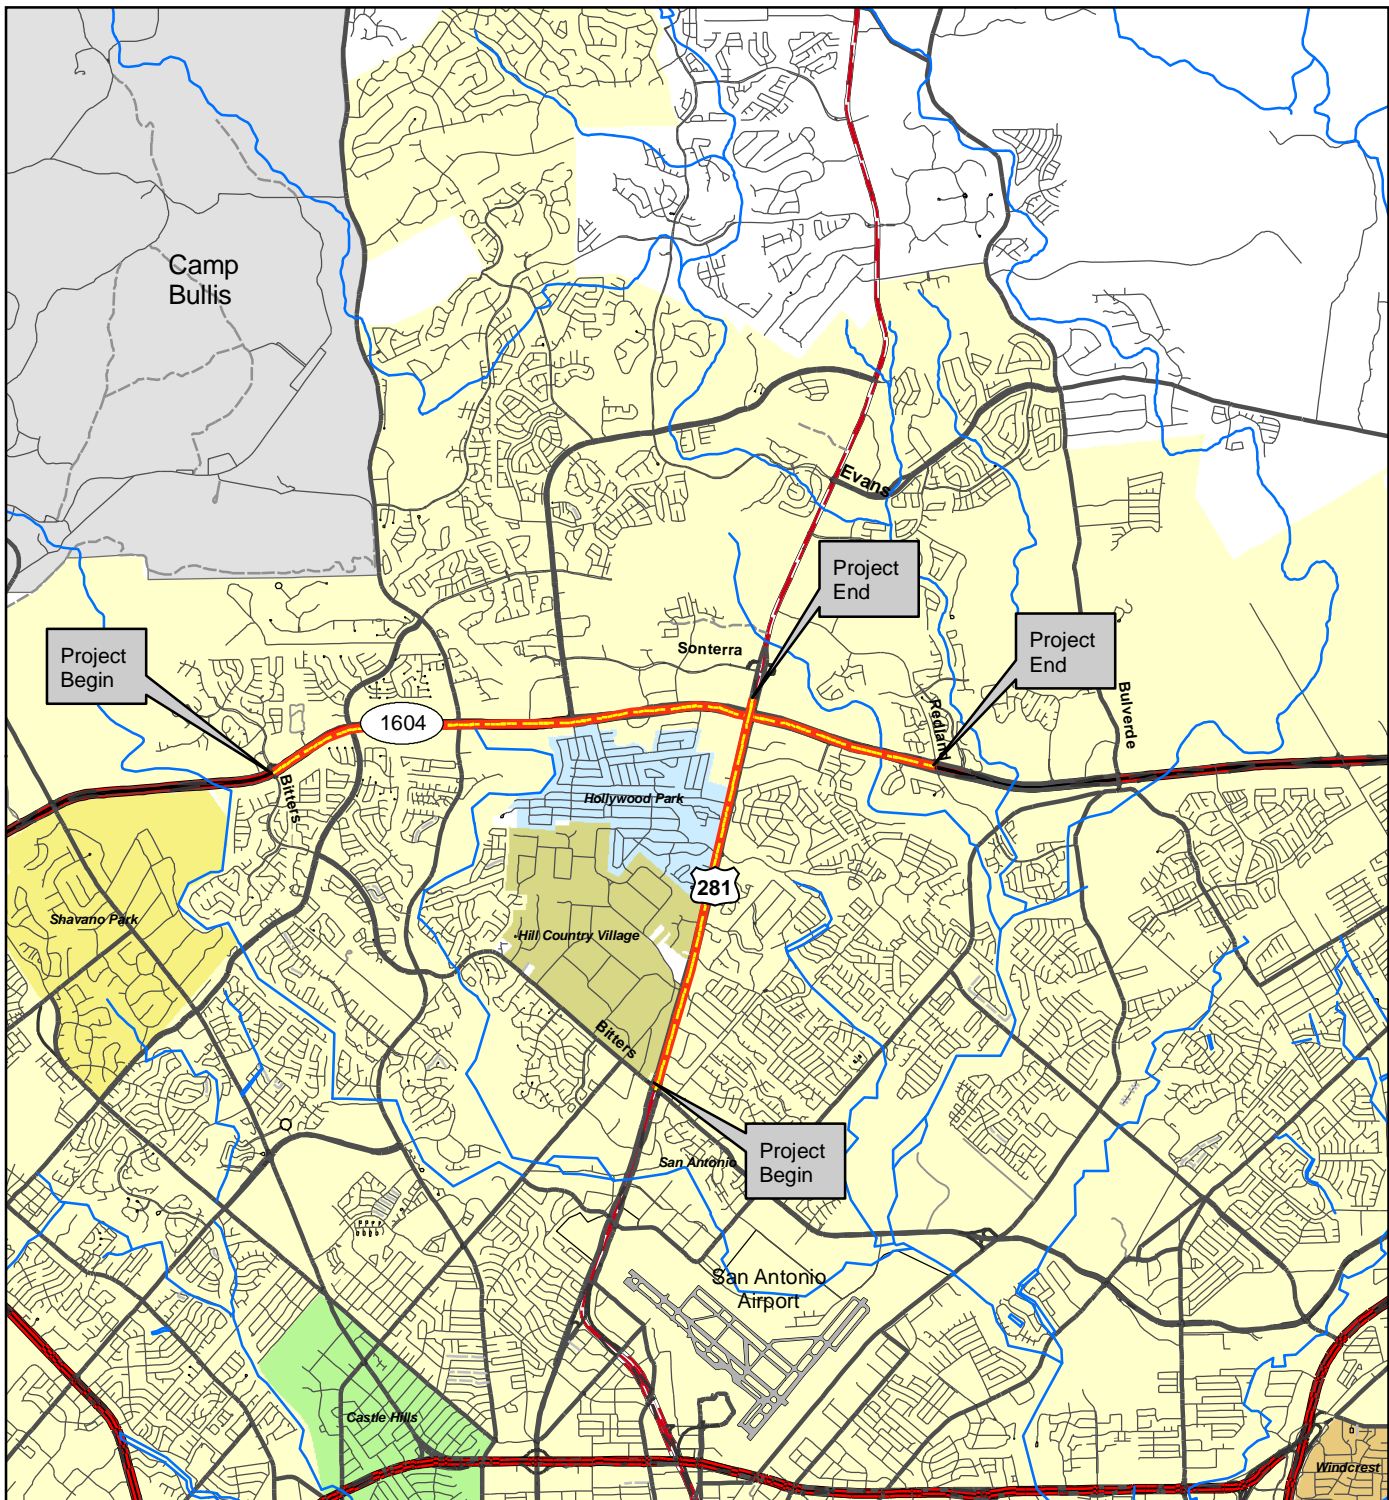 Camp
Bullis
Evans
Project
End
Project
Begin
Sonterra
Project
End
Redland
Bulverde
1604
Bitters
Hollywood Park
281
Shavano Park
Hill Country Village
Bitters
Project
Begin
San Antonio
San Antonio
Airport
Castle Hills
Windcrest